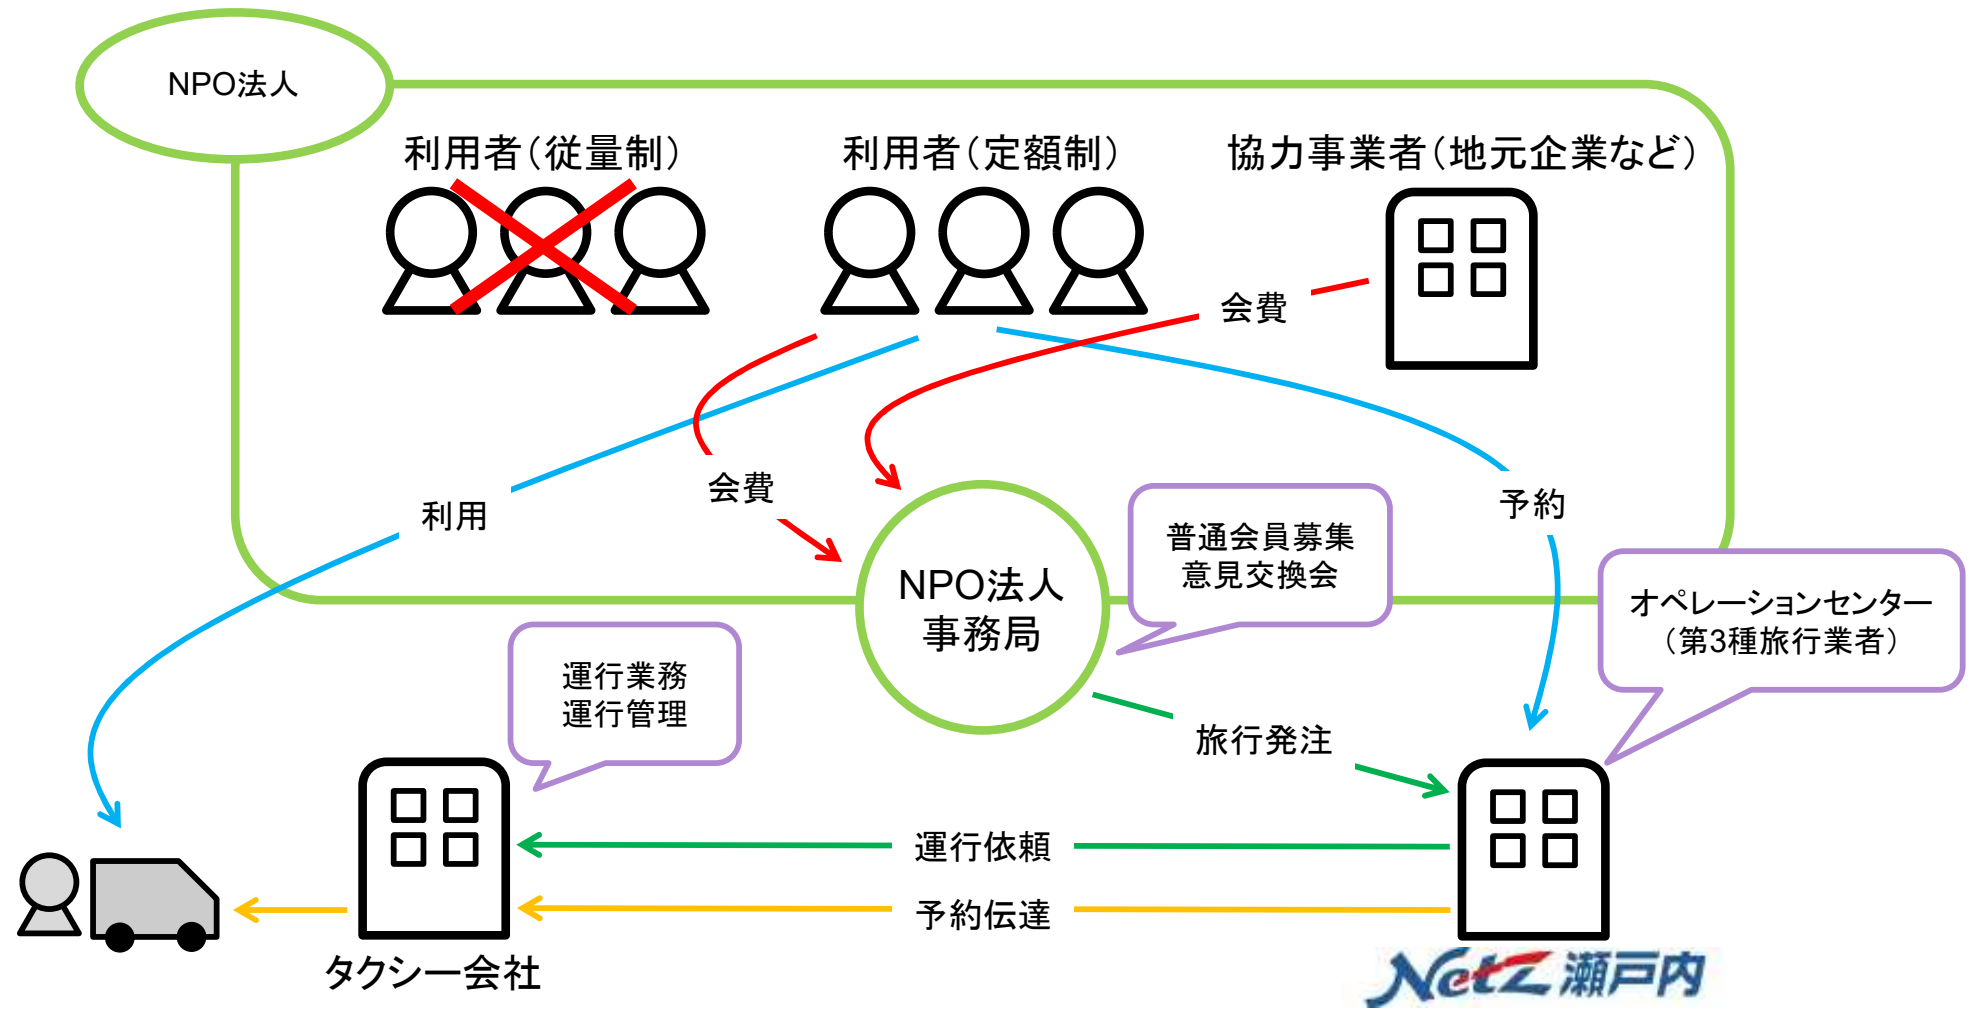 NPO法人
利用者（従量制）
利用者（定額制）
協力事業者（地元企業など）
会費
会費
利用
予約
普通会員募集
意見交換会
NPO法人
事務局
オペレーションセンター
（第3種旅行業者）
運行業務
運行管理
旅行発注
運行依頼
予約伝達
タクシー会社
Netz 瀬戸内